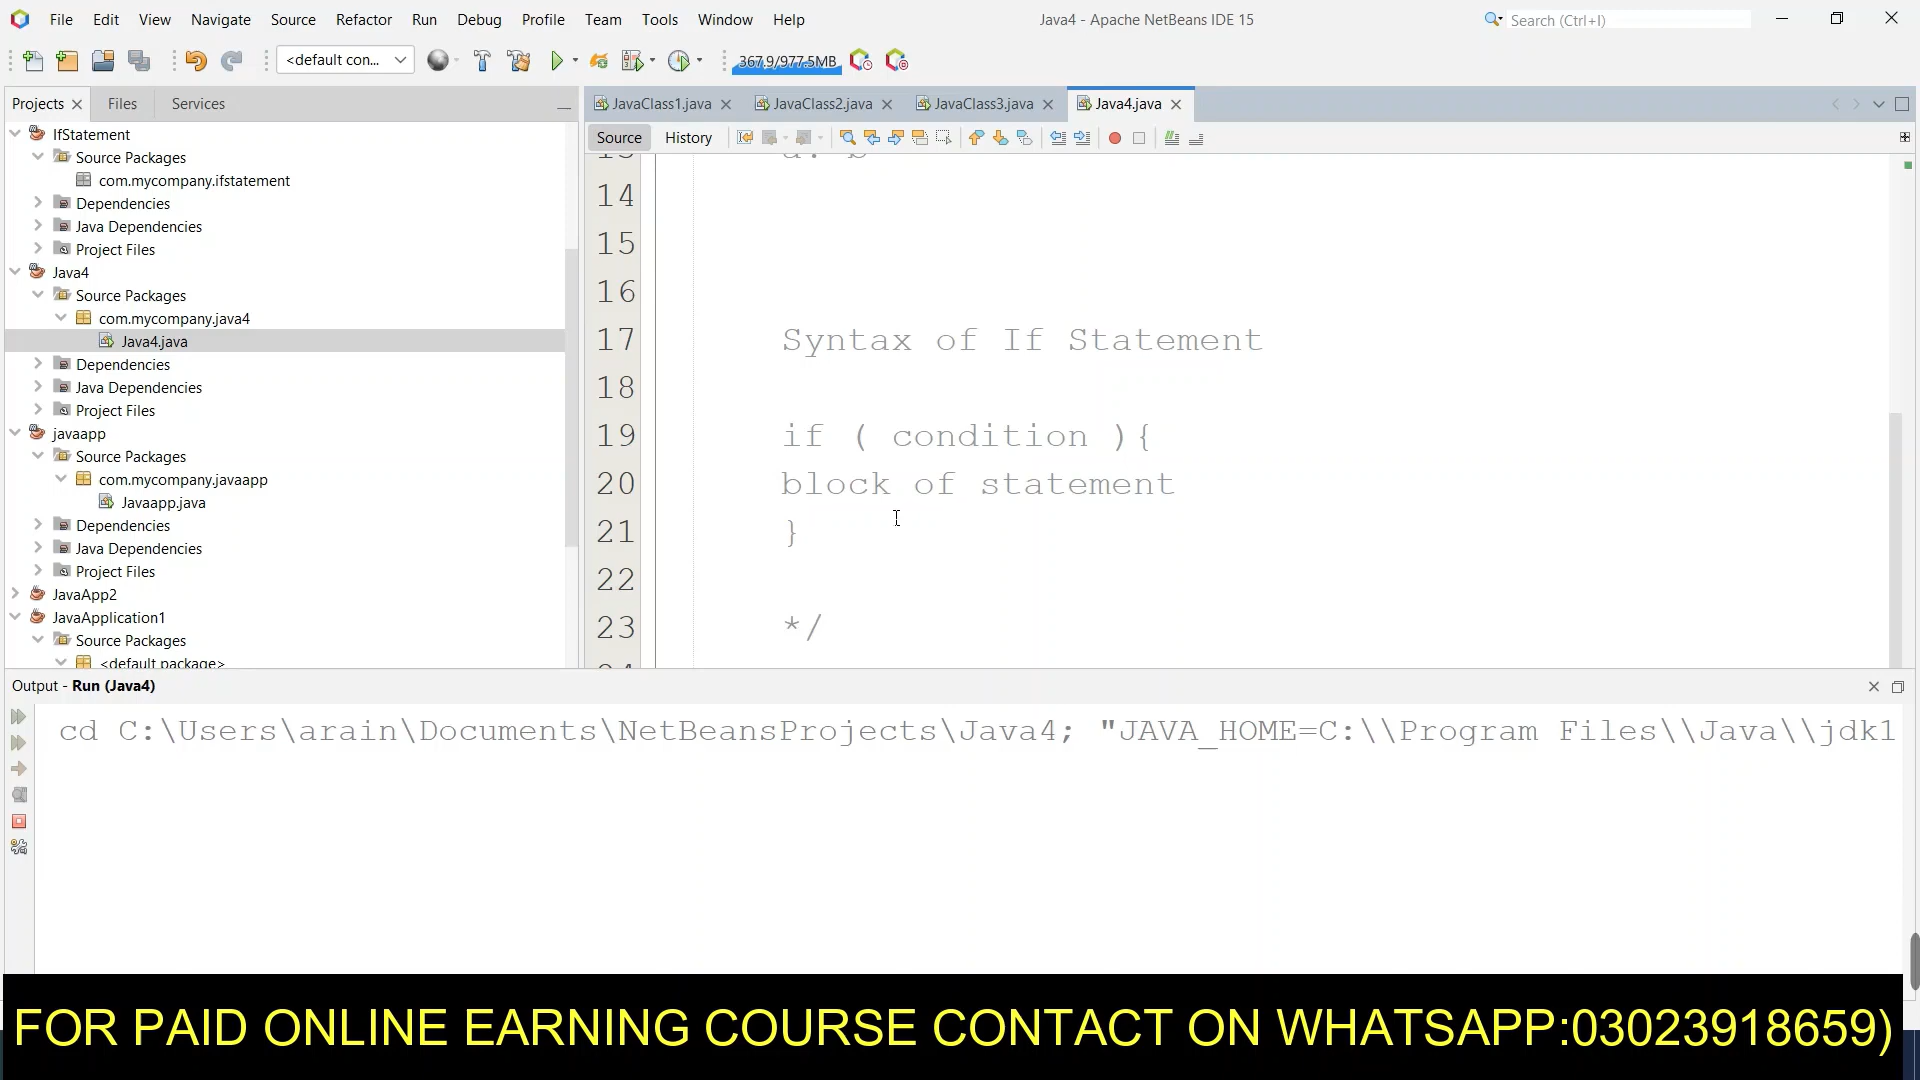 File Edit View Navigate Source Refactor Run Debug Profile Team Tools Window Help
Java4 - Apache NetBeans IDE 15
Search (Ctrl+I)
<default con...
367.9/977.5MB
Projects Files Services
JavaClass1.java JavaClass2.java JavaClass3.java Java4.java
Source History
IfStatement
Source Packages
com.mycompany.ifstatement
Dependencies
Java Dependencies
Project Files
Java4
Source Packages
com.mycompany.java4
Java4.java
Dependencies
Java Dependencies
Project Files
javaapp
Source Packages
com.mycompany.javaapp
Javaapp.java
Dependencies
Java Dependencies
Project Files
JavaApp2
JavaApplication1
Source Packages
<default package>
14
15
16
17 Syntax of If Statement
18
19 if ( condition ){
20 block of statement
21 }
22
23 */
Output - Run (Java4)
cd C:\Users\arain\Documents\NetBeansProjects\Java4; "JAVA_HOME=C:\\Program Files\\Java\\jdk1
FOR PAID ONLINE EARNING COURSE CONTACT ON WHATSAPP:03023918659)